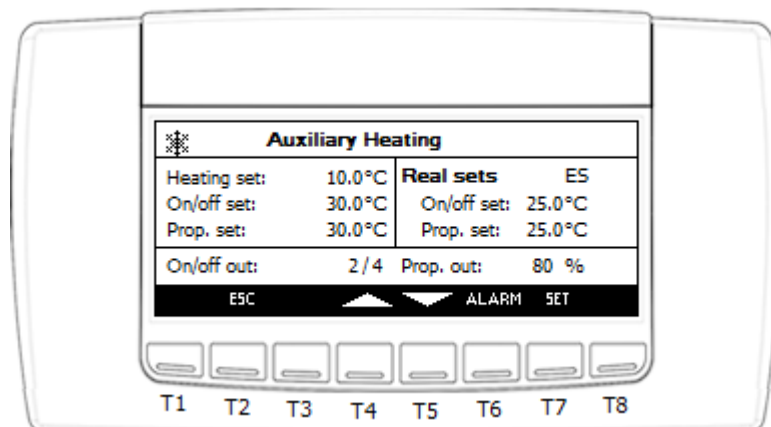 Auxiliary Heating
Heating set: 10.0°C Real sets ES
On/off set: 30.0°C On/off set: 25.0°C
Prop. set: 30.0°C Prop. set: 25.0°C
On/off out: 2/4 Prop. out: 80 %
ESC ALARM SET
T1 T2 T3 T4 T5 T6 T7 T8